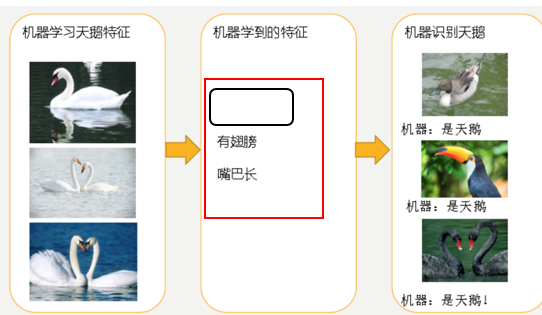 机器学习天鹅特征
机器学到的特征
有翅膀
嘴巴长
机器识别天鹅
机器：是天鹅
机器：是天鹅
机器：是天鹅！